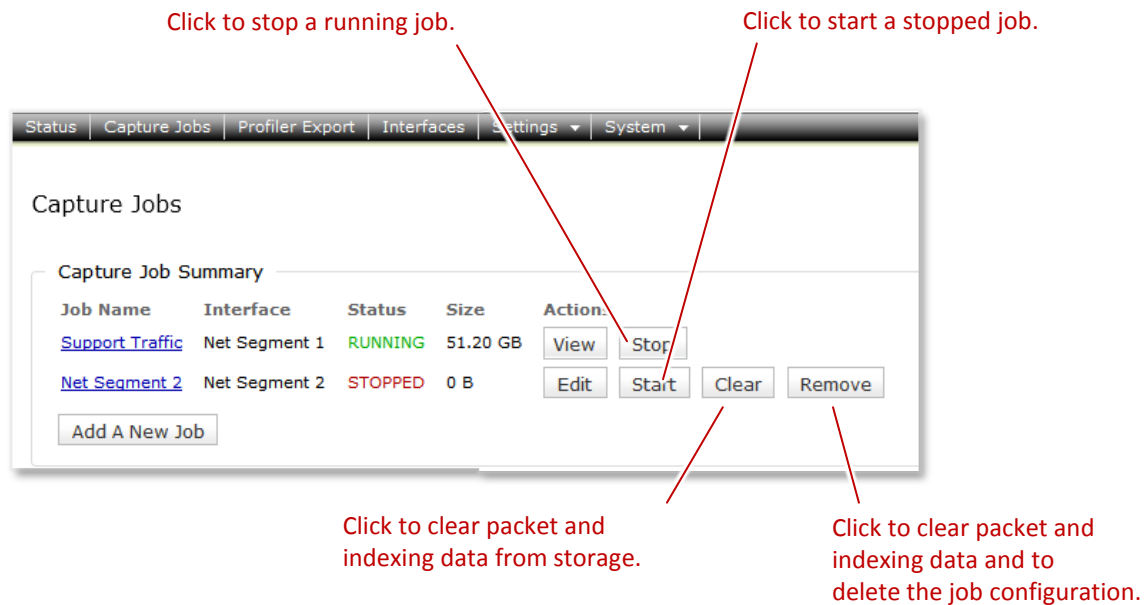 Click to stop a running job. Click to start a stopped job.
Status Capture Jobs Profiler Export Interfaces Settings System
Capture Jobs
Capture Job Summary
Job Name Interface Status Size Actions
Support Traffic Net Segment 1 RUNNING 51.20 GB View Stop
Net Segment 2 Net Segment 2 STOPPED 0 B Edit Start Clear Remove
Add A New Job
Click to clear packet and
indexing data from storage.
Click to clear packet and
indexing data and to
delete the job configuration.